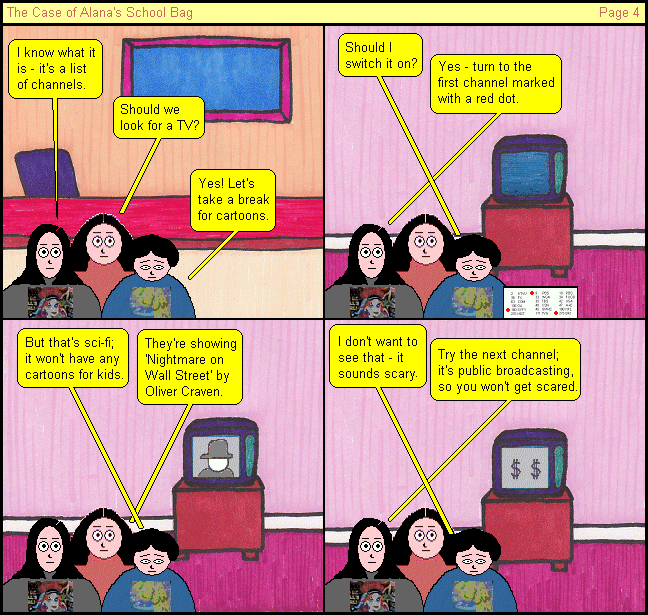 The Case of Alana's School Bag
Page 4
I know what it
is - it's a list
of channels.
Should we
look for a TV?
Yes! Let's
take a break
for cartoons.
Should I
switch it on?
Yes - turn to the
first channel marked
with a red dot.
But that's sci-fi;
it won't have any
cartoons for kids.
They're showing
'Nightmare on
Wall Street' by
Oliver Craven.
I don't want to
see that - it
sounds scary.
Try the next channel;
it's public broadcasting,
so you won't get scared.
$ $